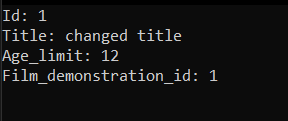 Id: 1
Title: changed title
Age_limit: 12
Film_demonstration_id: 1